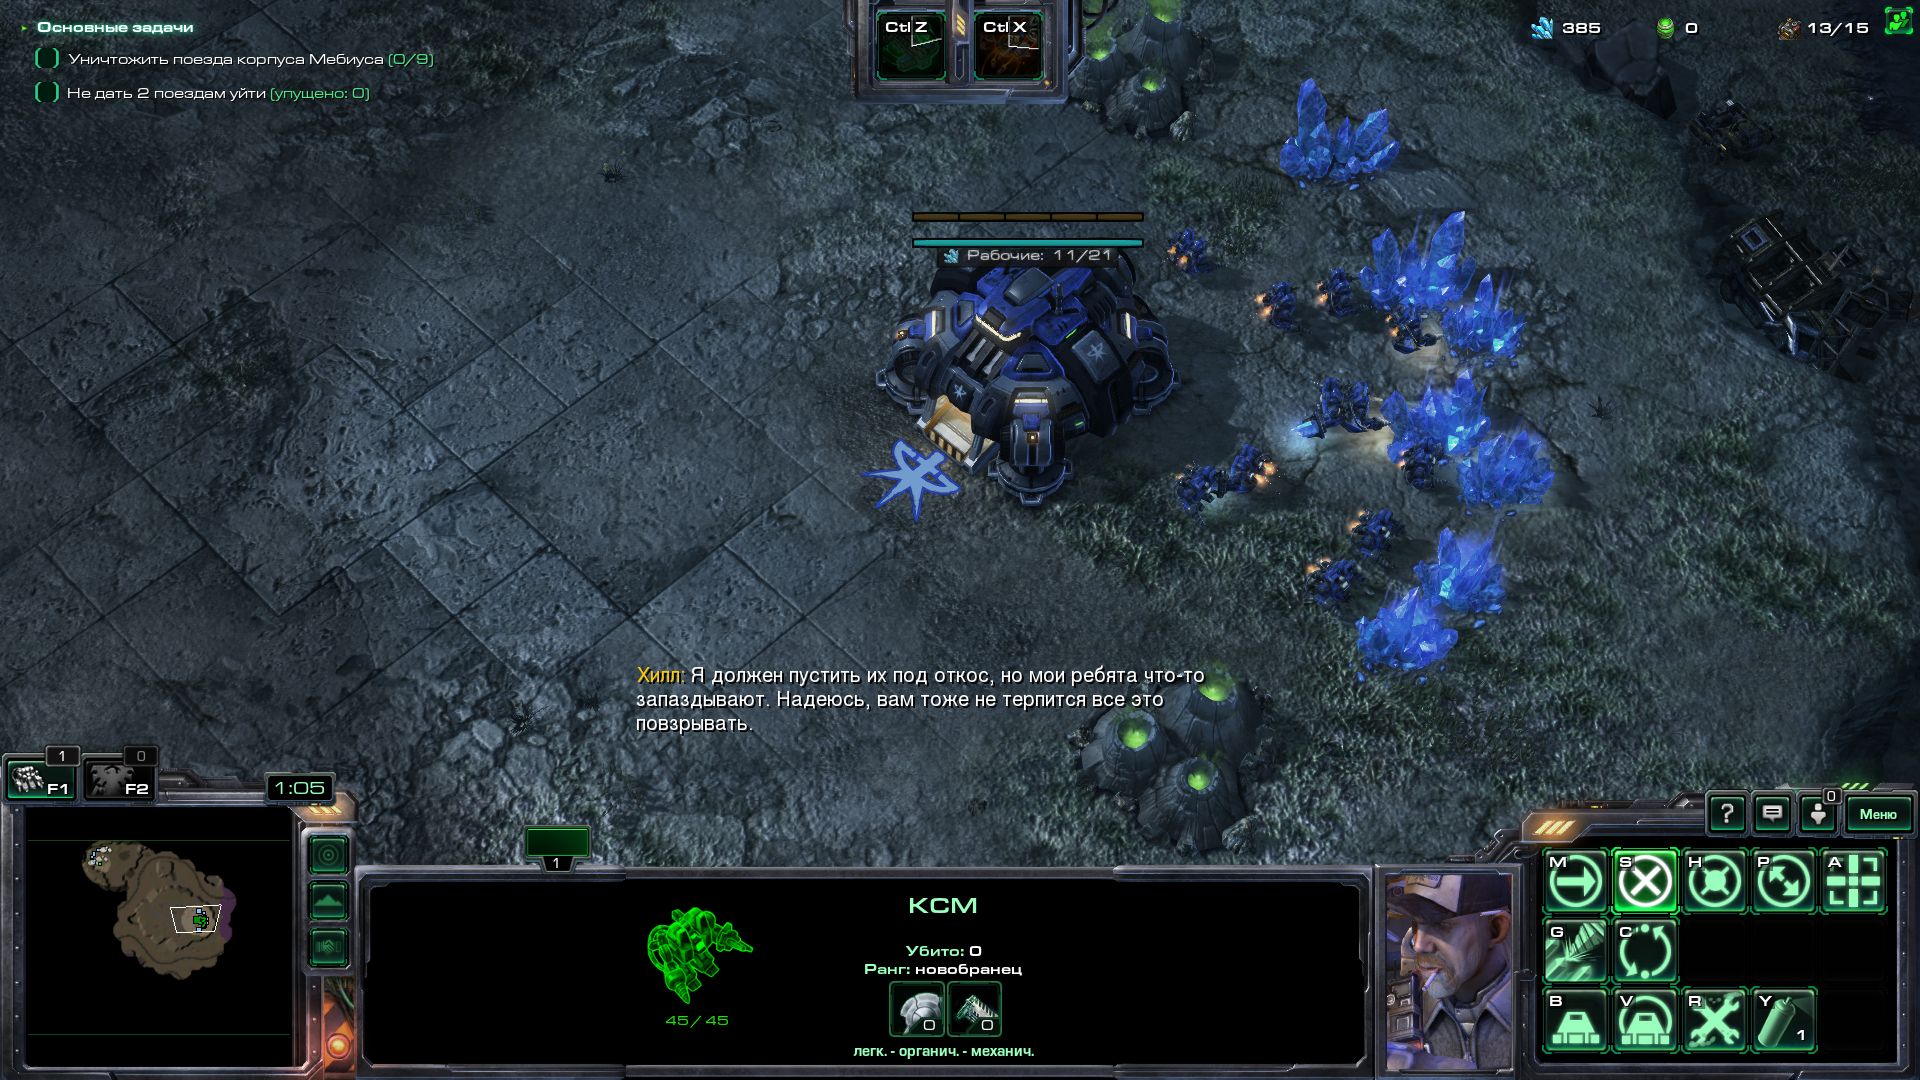 Основные задачи
Уничтожить поезда корпуса Мебиуса (0/9)
Не дать 2 поездам уйти (упущено: 0)
Ctl Z
Ctl X
385
0
13/15
Рабочие: 11/21
Хилл: Я должен пустить их под откос, но мои ребята что-то
запаздывают. Надеюсь, вам тоже не терпится все это
повзрывать.
1
F1
0
F2
1:05
1
КСМ
Убито: 0
Ранг: новобранец
0
0
45/45
легк. - органич. - механич.
?
0
Меню
M
S
H
P
A
G
C
B
V
R
Y
1